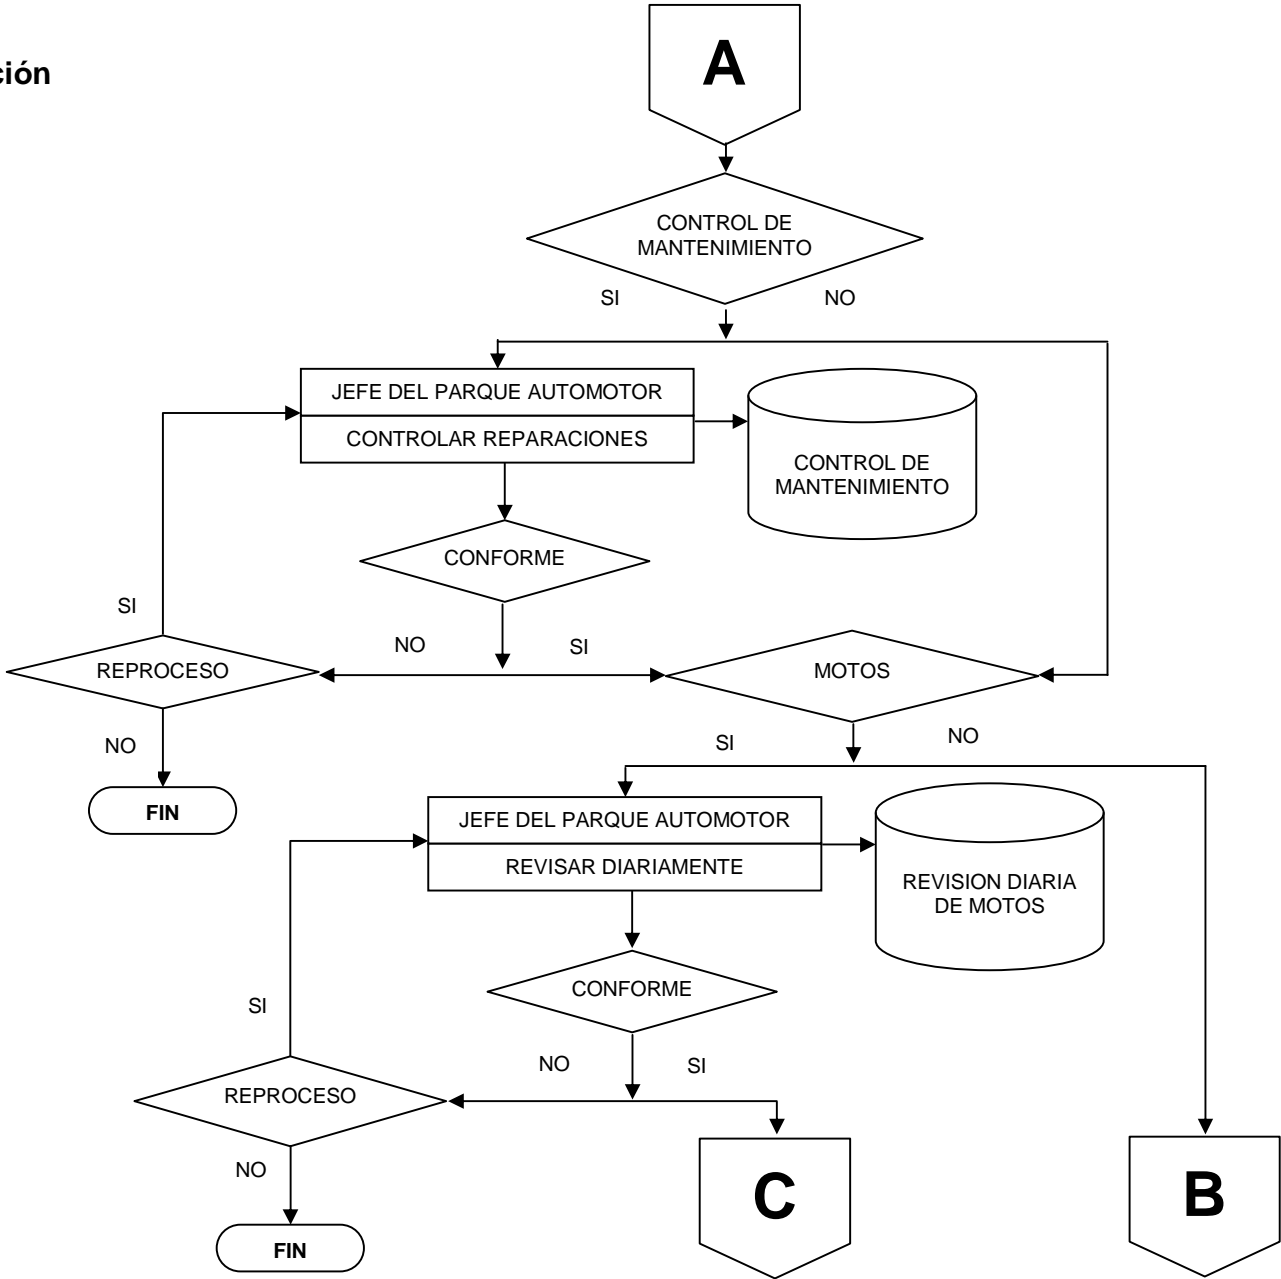 A
ción
CONTROL DE
MANTENIMIENTO
SI
NO
JEFE DEL PARQUE AUTOMOTOR
CONTROLAR REPARACIONES
CONTROL DE
MANTENIMIENTO
CONFORME
SI
NO
SI
REPROCESO
MOTOS
NO
SI
NO
FIN
JEFE DEL PARQUE AUTOMOTOR
REVISAR DIARIAMENTE
REVISION DIARIA
DE MOTOS
CONFORME
SI
NO
SI
REPROCESO
NO
C
B
FIN